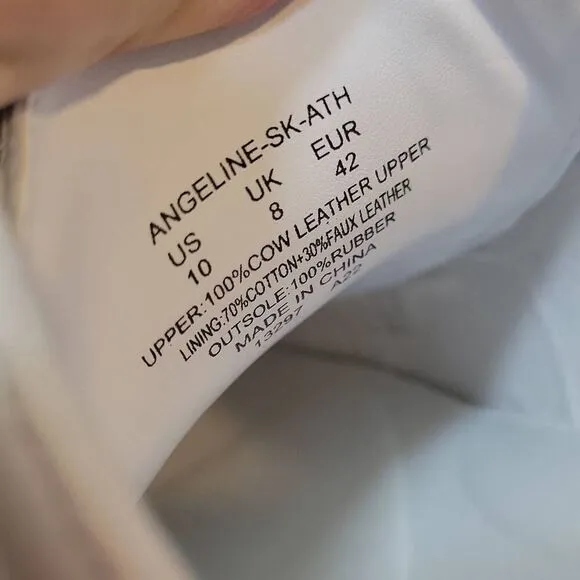 ANGELINE-SK-ATH
US UK EUR
10 8 42
UPPER:100%COW LEATHER UPPER
LINING:70%COTTON+30%FAUX LEATHER
OUTSOLE:100%RUBBER
MADE IN CHINA
13297 A22